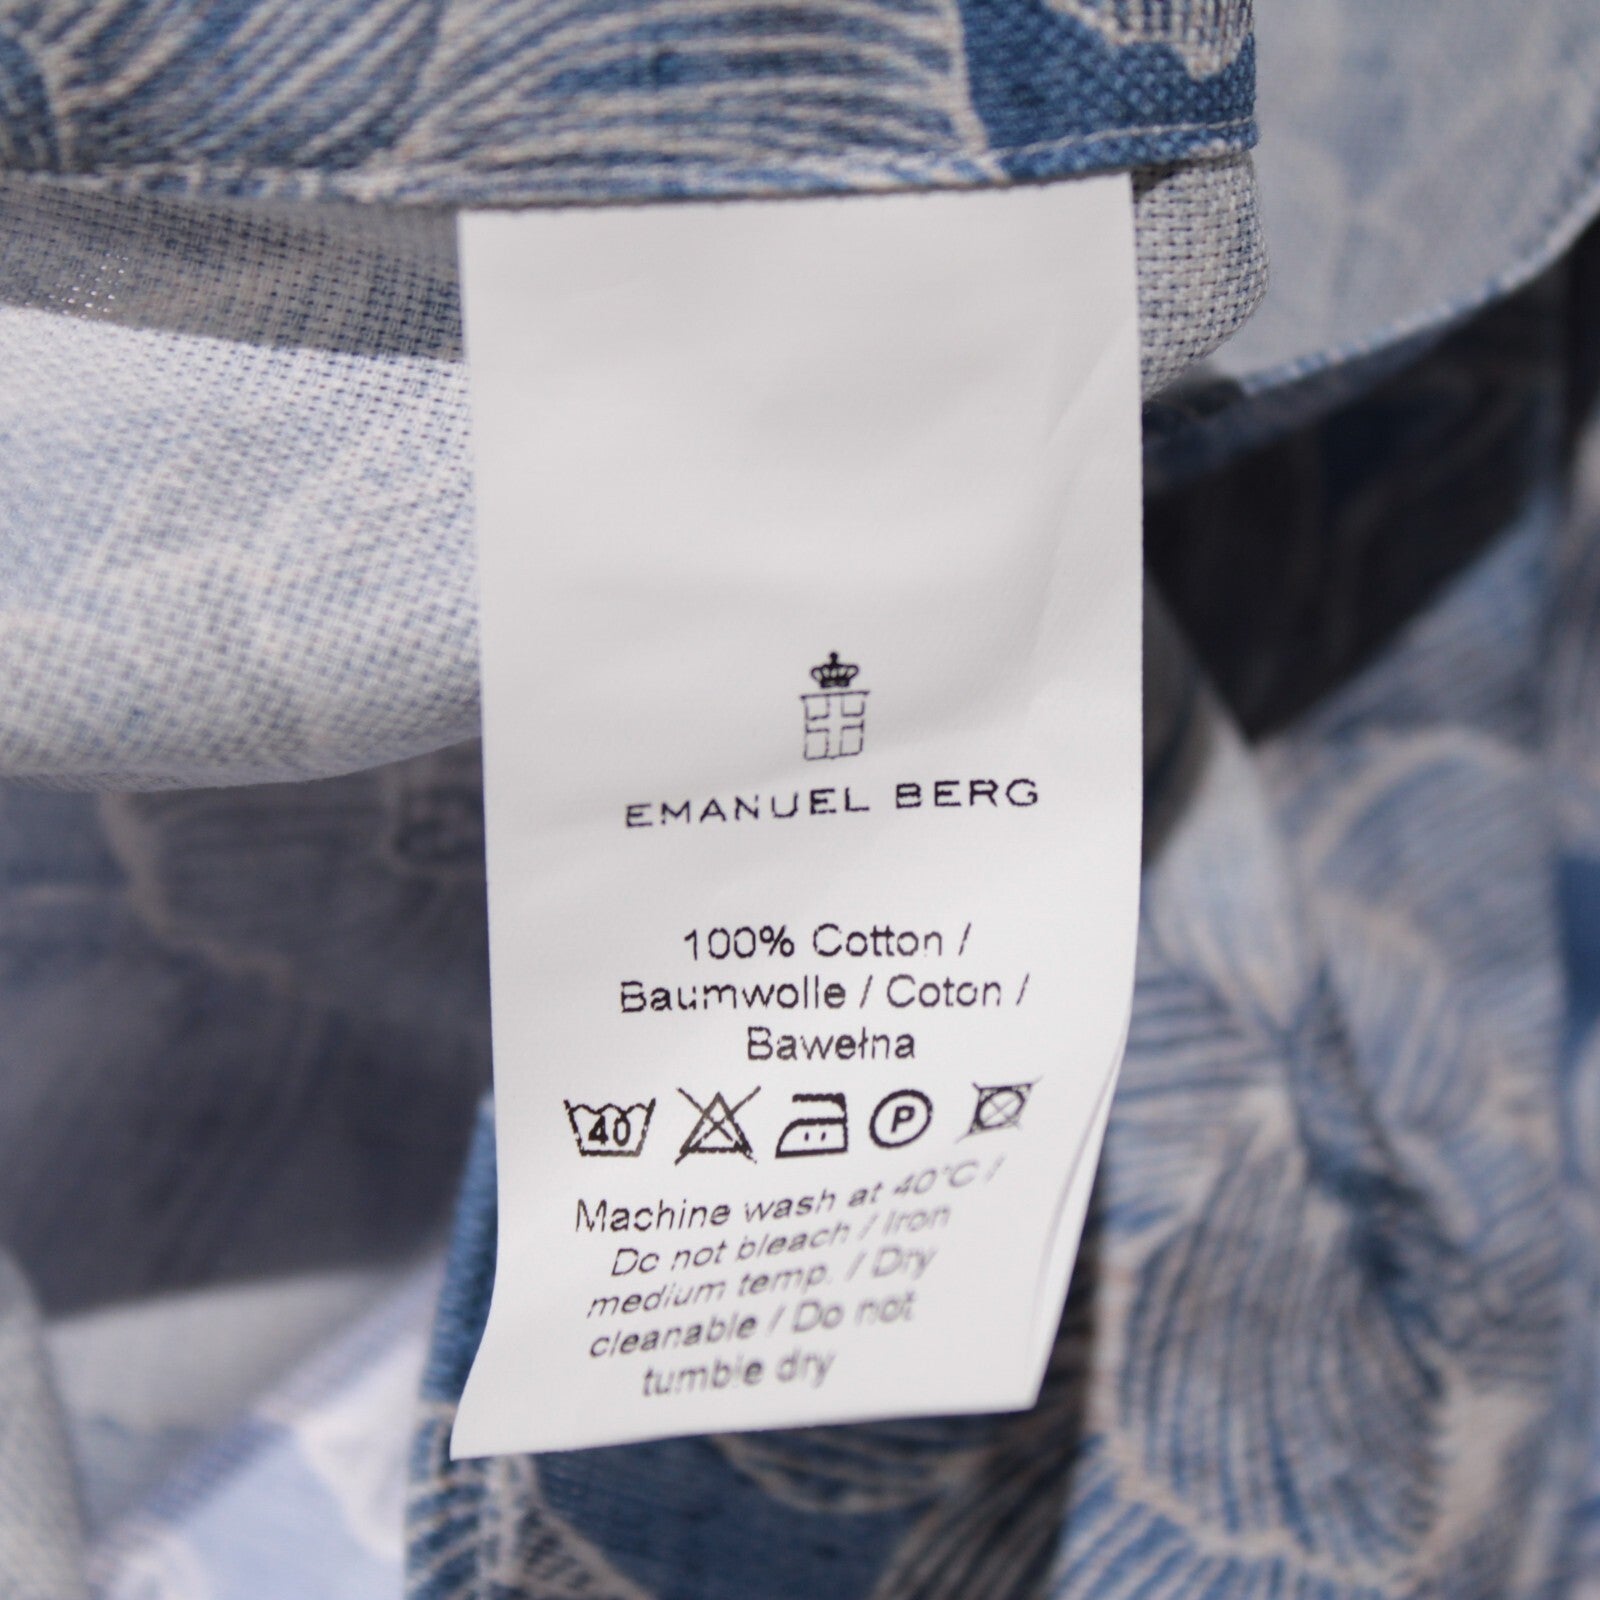 EMANUEL BERG
100% Cotton /
Baumwolle / Coton /
Bawełna
40 P
Machine wash at 40°C /
Do not bleach / Iron
medium temp. / Dry
cleanable / Do not
tumble dry